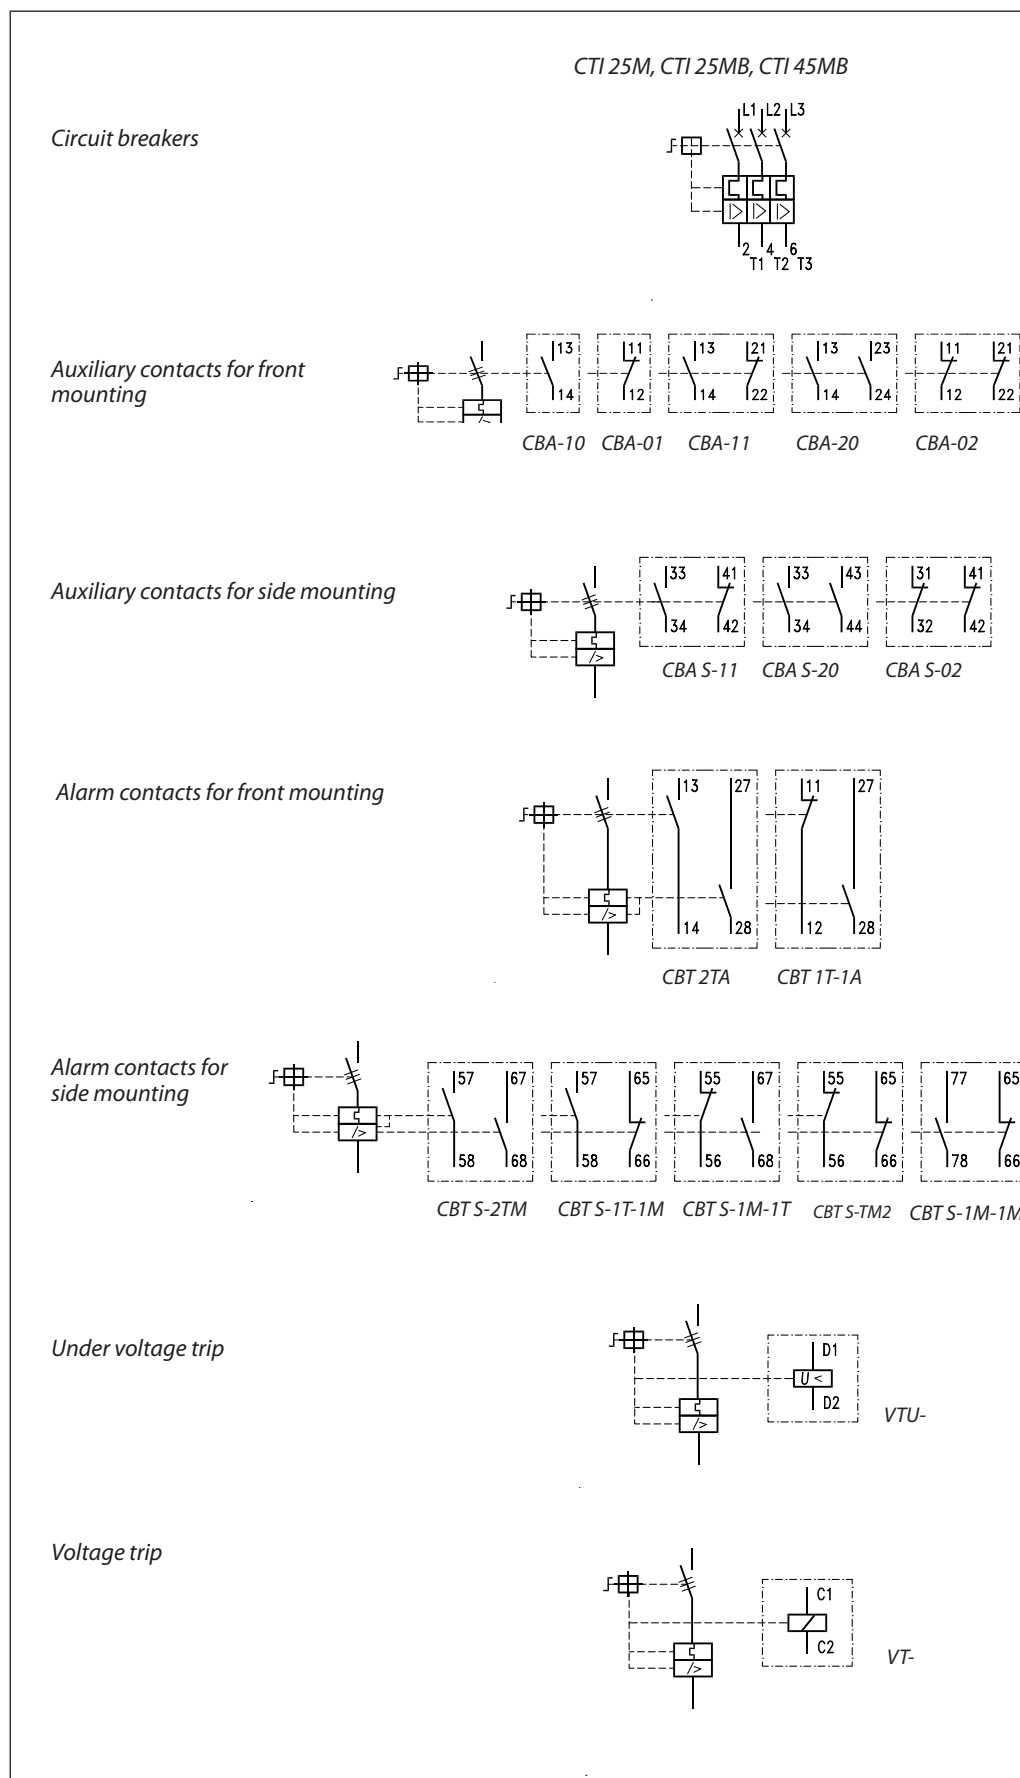 CTI 25M, CTI 25MB, CTI 45MB
Circuit breakers
L1 L2 L3
2 4 6
T1 T2 T3
Auxiliary contacts for front
mounting
13 11 13 21 13 23 11 21
14 12 14 22 14 24 12 22
CBA-10 CBA-01 CBA-11 CBA-20 CBA-02
Auxiliary contacts for side mounting
33 41 33 43 31 41
34 42 34 44 32 42
CBA S-11 CBA S-20 CBA S-02
Alarm contacts for front mounting
13 27 11 27
14 28 12 28
CBT 2TA CBT 1T-1A
Alarm contacts for
side mounting
57 67 57 65 55 67 55 65 77 65
58 68 58 66 56 68 56 66 78 66
CBT S-2TM CBT S-1T-1M CBT S-1M-1T CBT S-TM2 CBT S-1M-1M
Under voltage trip
D1
U <
D2
VTU-
Voltage trip
C1
C2
VT-